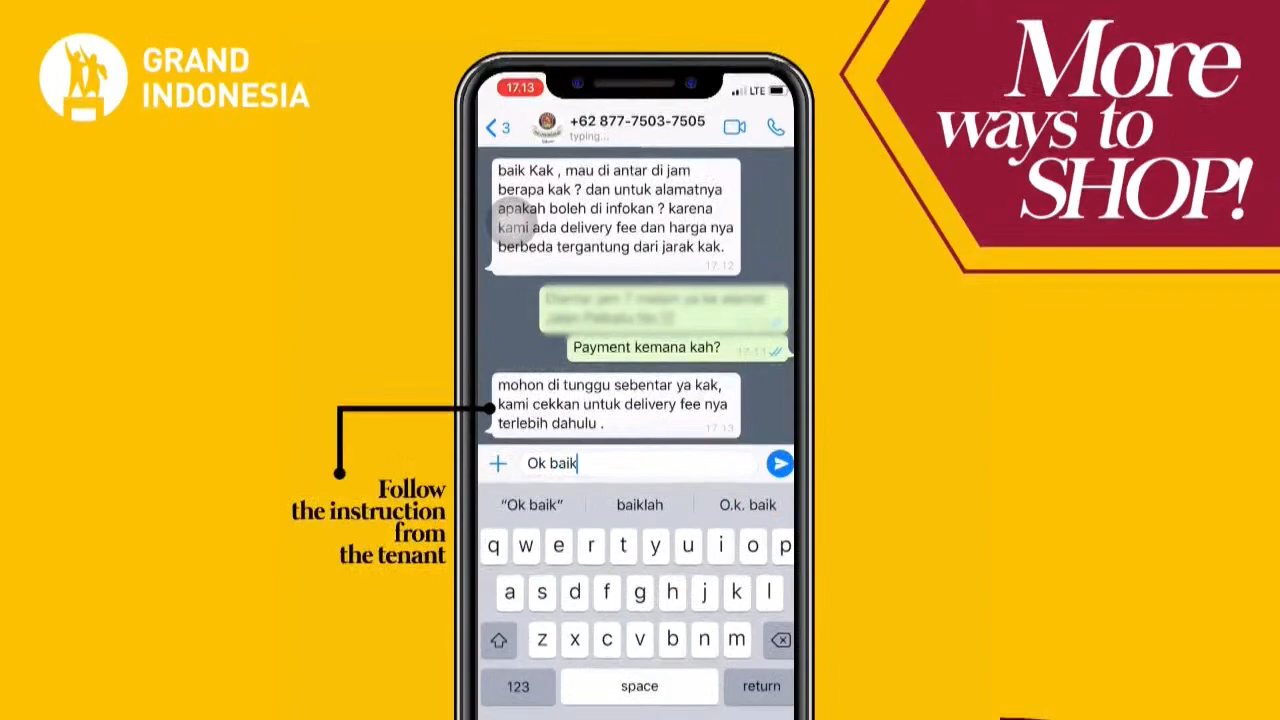 GRAND
INDONESIA
More
ways to
SHOP!
17.13
LTE
3
+62 877-7503-7505
typing...
baik Kak , mau di antar di jam
berapa kak ? dan untuk alamatnya
apakah boleh di infokan ? karena
kami ada delivery fee dan harga nya
berbeda tergantung dari jarak kak.
17.12
Payment kemana kah?
mohon di tunggu sebentar ya kak,
kami cekkan untuk delivery fee nya
terlebih dahulu .
17.13
Follow
the instruction
from
the tenant
Ok baik
"Ok baik"
baiklah
O.k. baik
q w e r t y u i o p
a s d f g h j k l
z x c v b n m
123
space
return